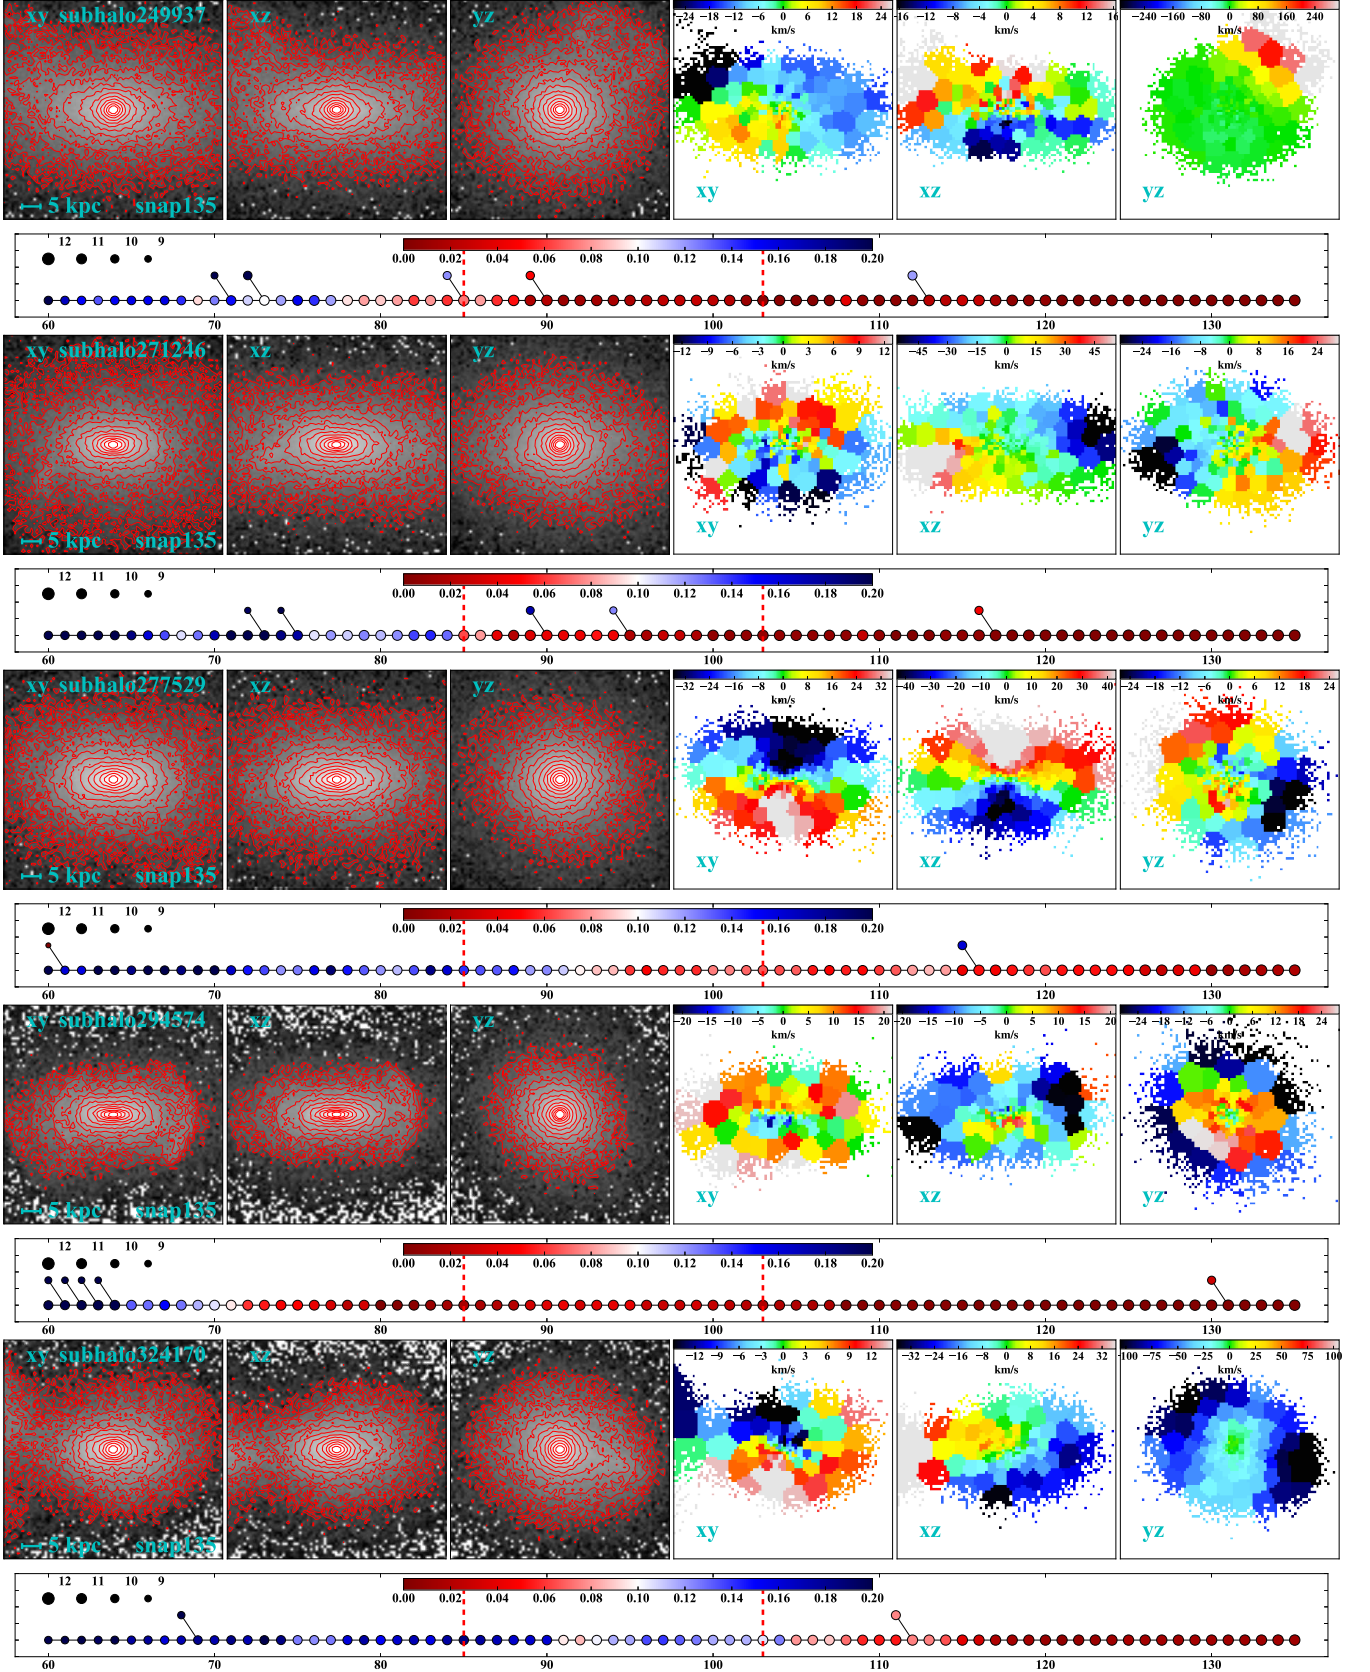 xy subhalo249937 xz yz
−24 −18 −12 −6 0 6 12 18 24 −16 −12 −8 −4 0 4 8 12 16 −240 −160 −80 0 80 160 240
km/s km/s km/s
5 kpc snap135 xy xz yz
12 11 10 9
0.00 0.02 0.04 0.06 0.08 0.10 0.12 0.14 0.16 0.18 0.20
60 70 80 90 100 110 120 130
xy subhalo271246 xz yz
−12 −9 −6 −3 0 3 6 9 12 −45 −30 −15 0 15 30 45 −24 −16 −8 0 8 16 24
km/s km/s km/s
5 kpc snap135 xy xz yz
12 11 10 9
0.00 0.02 0.04 0.06 0.08 0.10 0.12 0.14 0.16 0.18 0.20
60 70 80 90 100 110 120 130
xy subhalo277529 xz yz
−32 −24 −16 −8 0 8 16 24 32 −40 −30 −20 −10 0 10 20 30 40 −24 −18 −12 −6 0 6 12 18 24
km/s km/s km/s
5 kpc snap135 xy xz yz
12 11 10 9
0.00 0.02 0.04 0.06 0.08 0.10 0.12 0.14 0.16 0.18 0.20
60 70 80 90 100 110 120 130
xy subhalo294574 xz yz
−20 −15 −10 −5 0 5 10 15 20 −20 −15 −10 −5 0 5 10 15 20 −24 −18 −12 −6 0 6 12 18 24
km/s km/s km/s
5 kpc snap135 xy xz yz
12 11 10 9
0.00 0.02 0.04 0.06 0.08 0.10 0.12 0.14 0.16 0.18 0.20
60 70 80 90 100 110 120 130
xy subhalo324170 xz yz
−12 −9 −6 −3 0 3 6 9 12 −32 −24 −16 −8 0 8 16 24 32 −100 −75 −50 −25 0 25 50 75 100
km/s km/s km/s
5 kpc snap135 xy xz yz
12 11 10 9
0.00 0.02 0.04 0.06 0.08 0.10 0.12 0.14 0.16 0.18 0.20
60 70 80 90 100 110 120 130